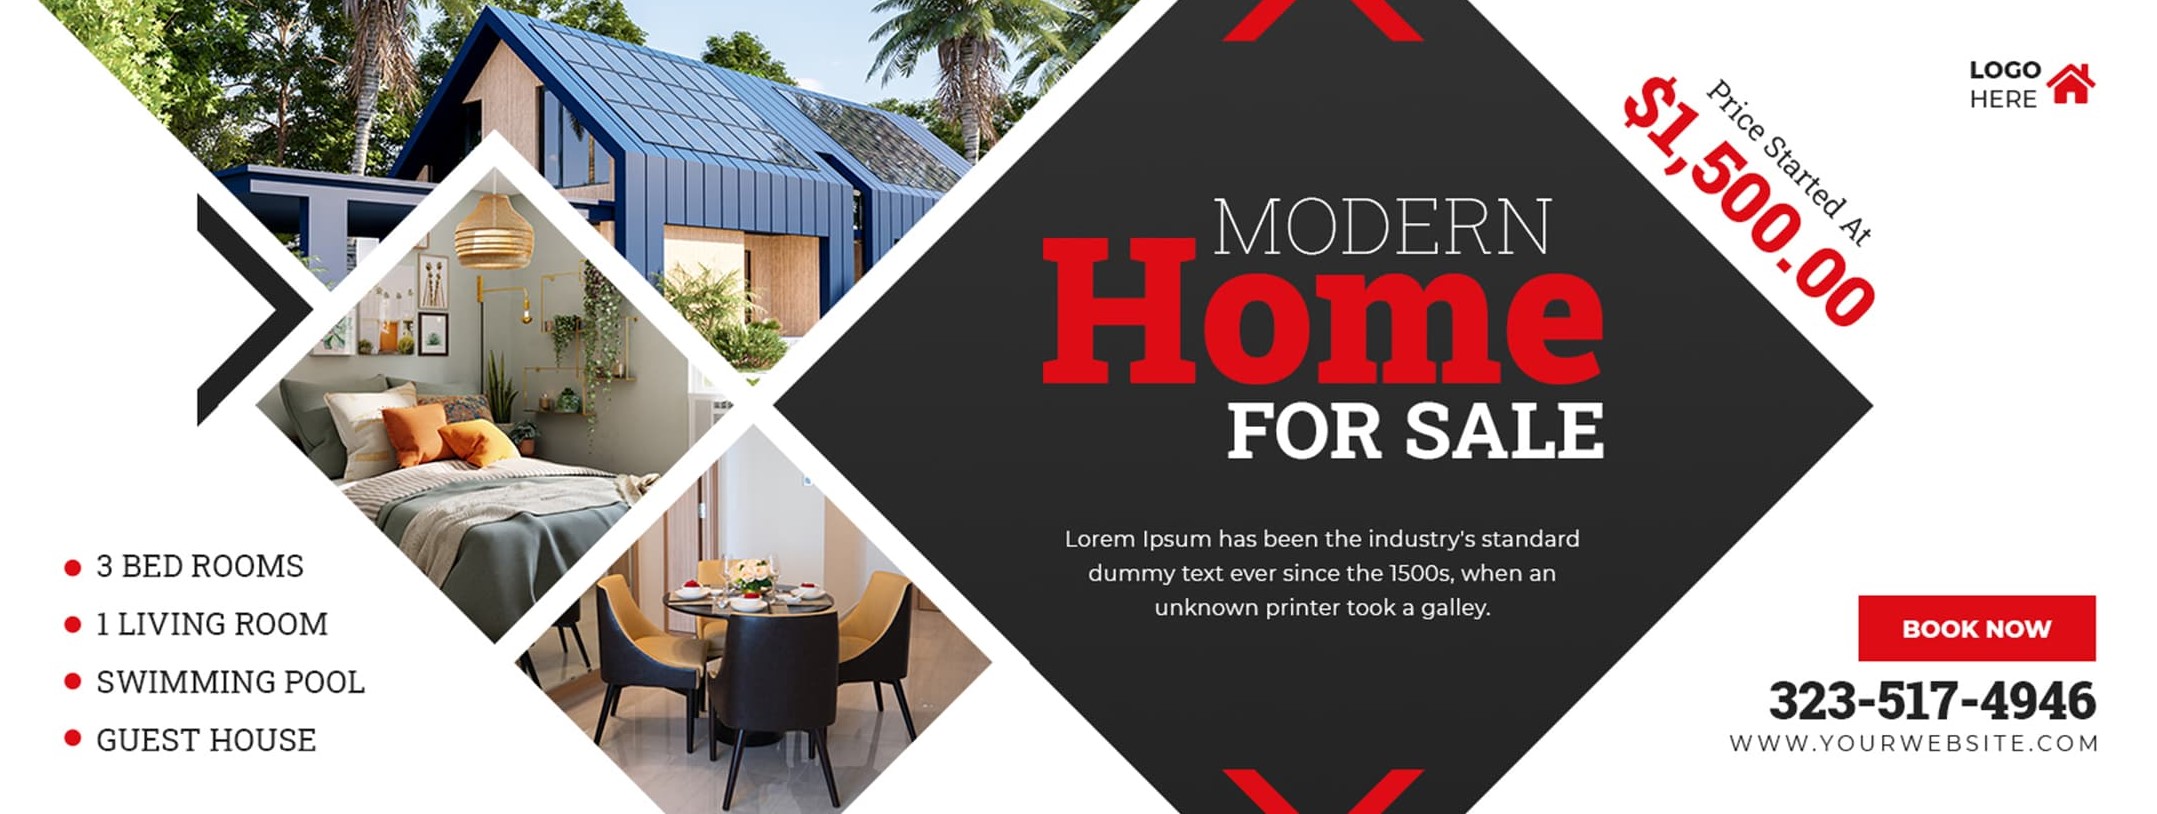 LOGO
HERE
Price Started At
$1,500.00
MODERN
Home
FOR SALE
Lorem Ipsum has been the industry's standard
dummy text ever since the 1500s, when an
unknown printer took a galley.
3 BED ROOMS
1 LIVING ROOM
SWIMMING POOL
GUEST HOUSE
BOOK NOW
323-517-4946
WWW.YOURWEBSITE.COM